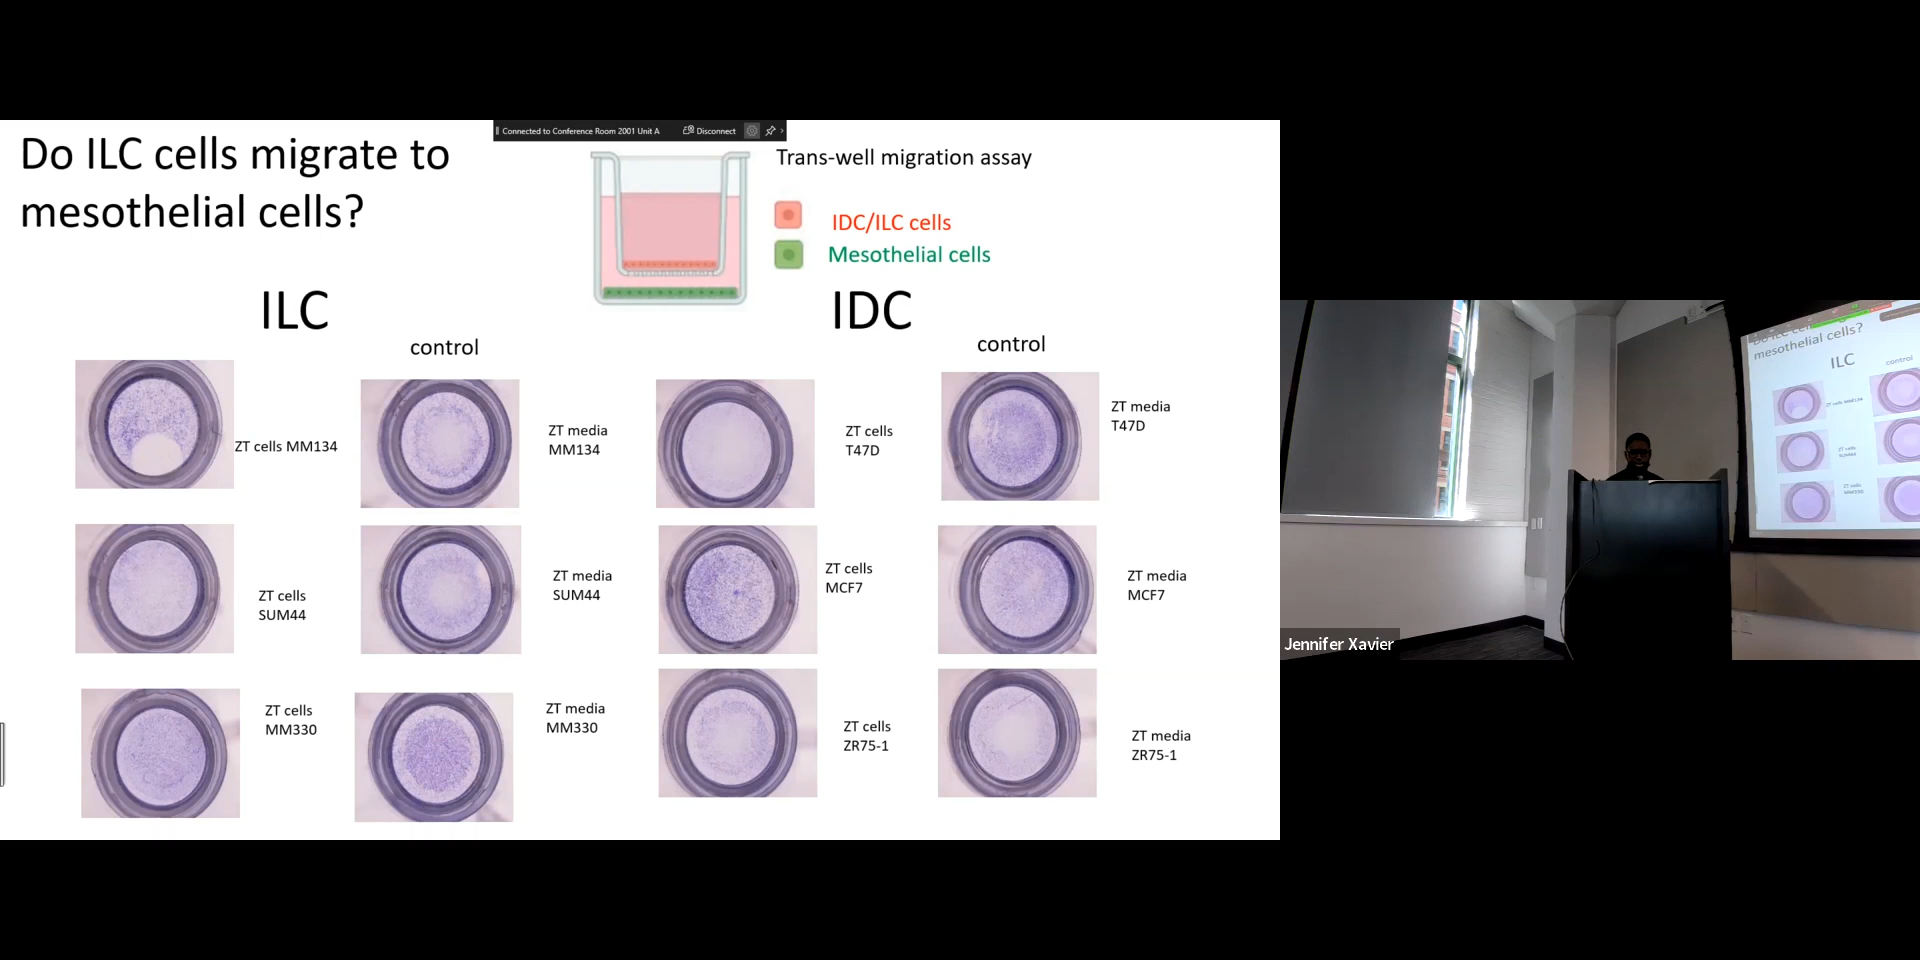 Connected to Conference Room 2001 Unit A
Disconnect
Do ILC cells migrate to
mesothelial cells?
Trans-well migration assay
IDC/ILC cells
Mesothelial cells
ILC
IDC
control
control
ZT cells MM134
ZT media
MM134
ZT cells
T47D
ZT media
T47D
ZT cells
SUM44
ZT media
SUM44
ZT cells
MCF7
ZT media
MCF7
ZT cells
MM330
ZT media
MM330
ZT cells
ZR75-1
ZT media
ZR75-1
mesothelial cells?
ILC
control
Jennifer Xavier